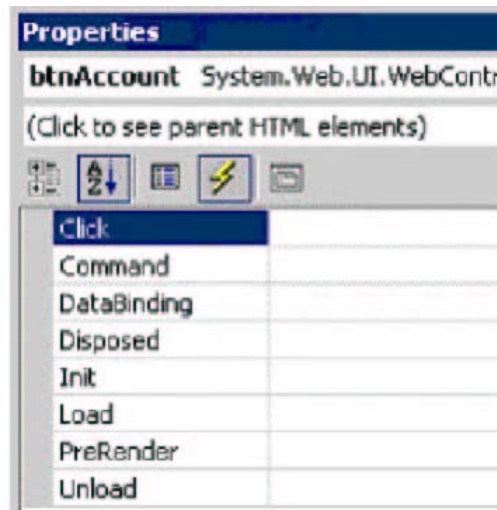 Properties
btnAccount System.Web.UI.WebContr
(Click to see parent HTML elements)
Click
Command
DataBinding
Disposed
Init
Load
PreRender
Unload